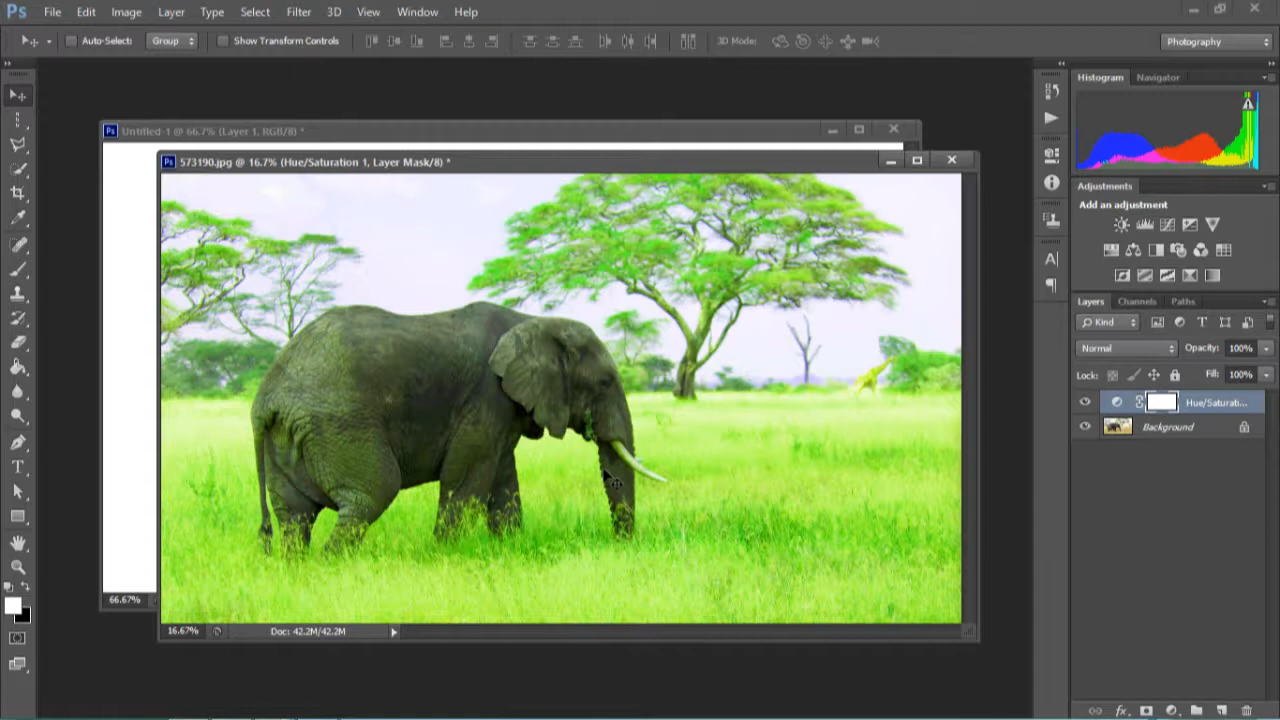 Ps File Edit Image Layer Type Select Filter 3D View Window Help
Auto-Select: Group Show Transform Controls 3D Mode: Photography
Histogram Navigator
Ps Untitled-1 @ 66.7% (Layer 1, RGB/8) *
Ps 573190.jpg @ 16.7% (Hue/Saturation 1, Layer Mask/8) *
Adjustments
Add an adjustment
Layers Channels Paths
Kind
Normal Opacity: 100%
Lock: Fill: 100%
Hue/Saturati...
Background
66.67%
16.67% Doc: 42.2M/42.2M